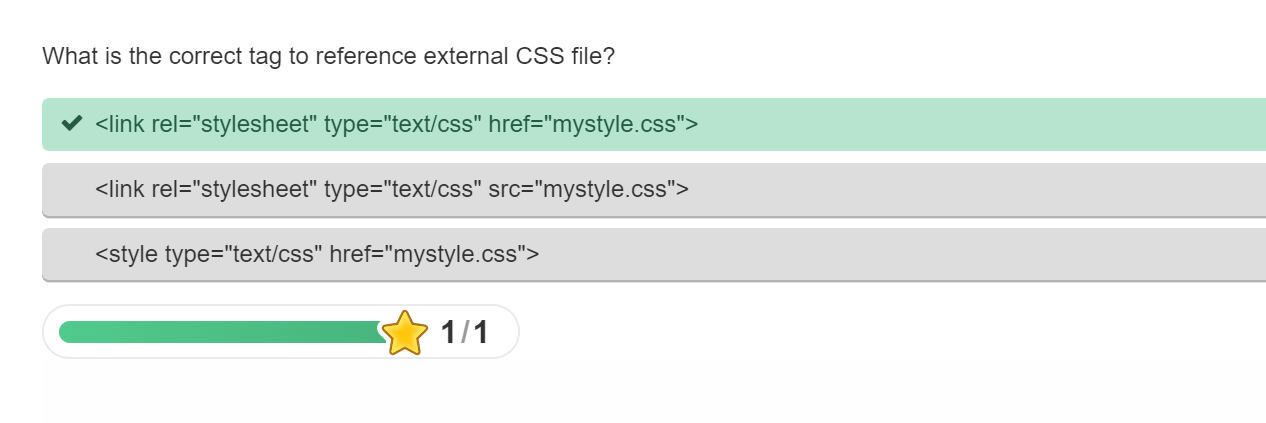 What is the correct tag to reference external CSS file?
<link rel="stylesheet" type="text/css" href="mystyle.css">
<link rel="stylesheet" type="text/css" src="mystyle.css">
<style type="text/css" href="mystyle.css">
1/1